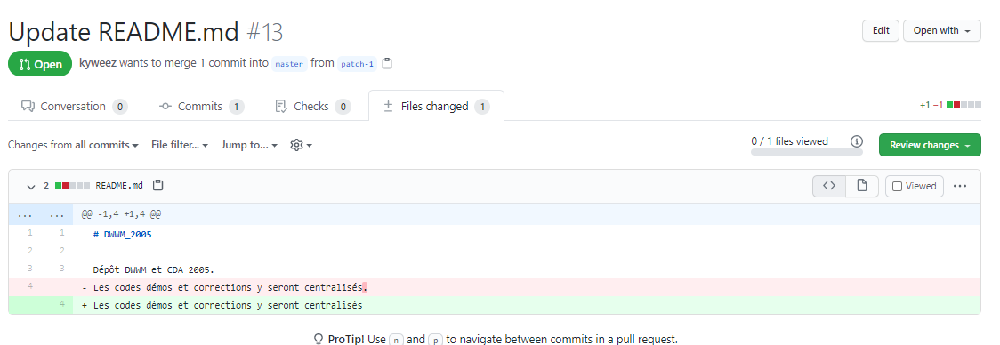 Update README.md #13
Edit
Open with
Open
kyweez wants to merge 1 commit into master from patch-1
Conversation 0
Commits 1
Checks 0
Files changed 1
+1 −1
Changes from all commits
File filter...
Jump to...
0 / 1 files viewed
Review changes
2 README.md
Viewed
... ... @@ -1,4 +1,4 @@
1 1 # DWWM_2005
2 2
3 3 Dépôt DWWM et CDA 2005.
4 - Les codes démos et corrections y seront centralisés.
4 + Les codes démos et corrections y seront centralisés
ProTip! Use n and p to navigate between commits in a pull request.